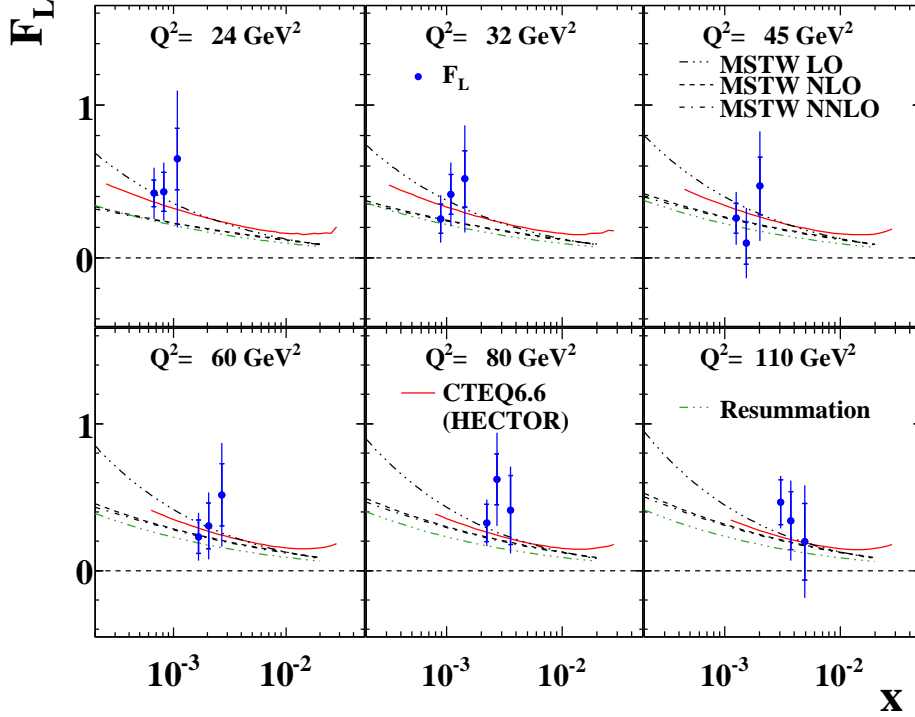 F_L
Q²= 24 GeV²
Q²= 32 GeV²
Q²= 45 GeV²
F_L
MSTW LO
MSTW NLO
MSTW NNLO
1
0
Q²= 60 GeV²
Q²= 80 GeV²
Q²= 110 GeV²
CTEQ6.6
(HECTOR)
Resummation
1
0
10⁻³ 10⁻² 10⁻³ 10⁻² 10⁻³ 10⁻²
x